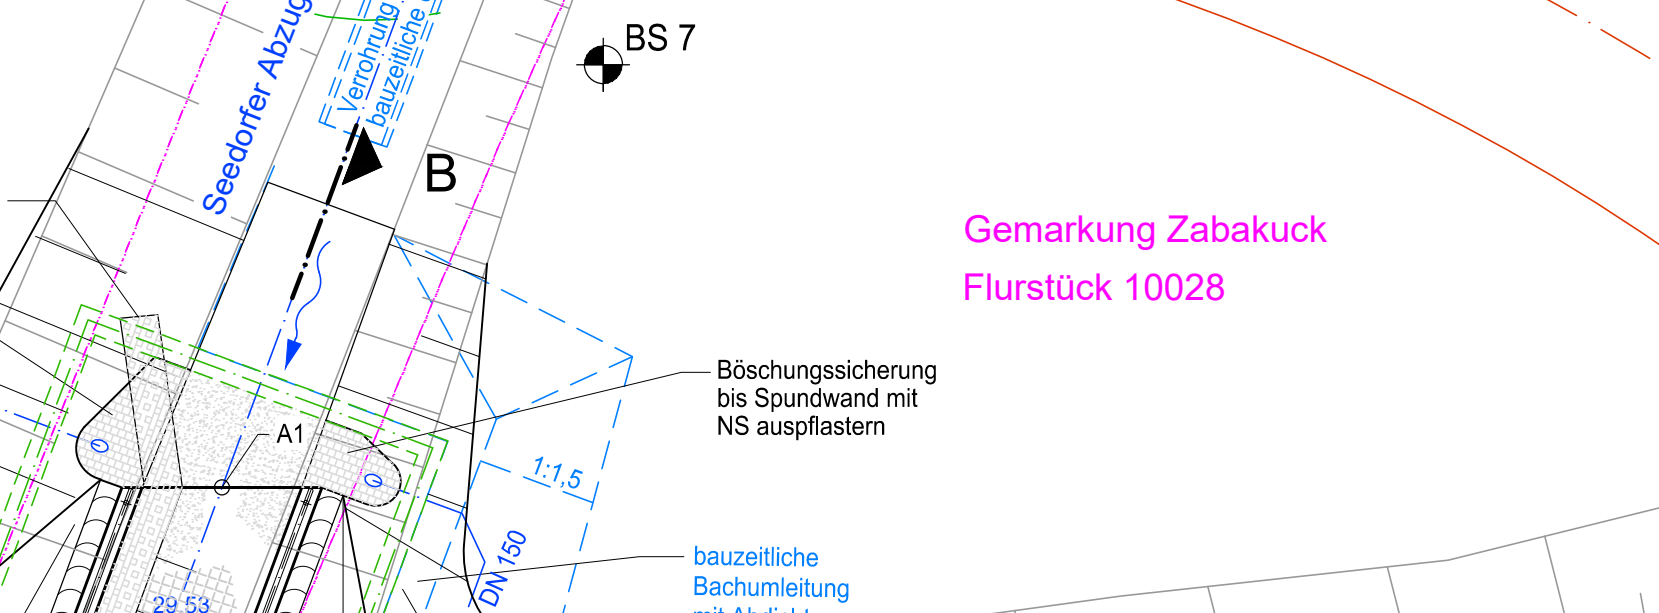 Seedorfer Abzug
Verrohrung
bauzeitliche
BS 7
B
Gemarkung Zabakuck
Flurstück 10028
Böschungssicherung
bis Spundwand mit
NS auspflastern
A1
1:1,5
DN 150
bauzeitliche
Bachumleitung
29.53